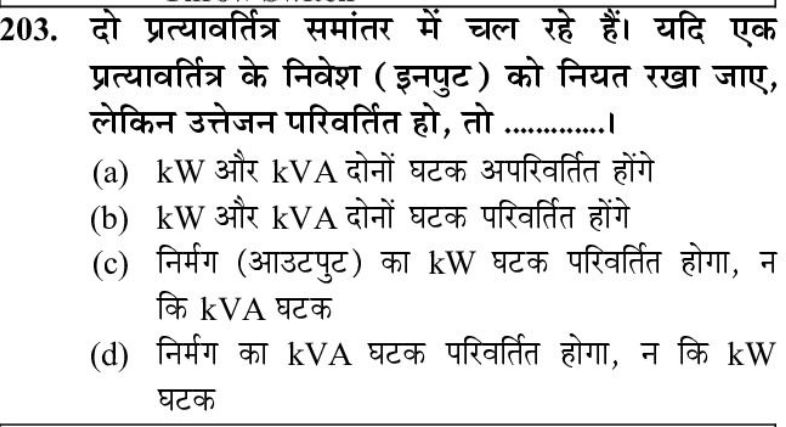 203. दो प्रत्यावर्तित्र समांतर में चल रहे हैं। यदि एक
प्रत्यावर्तित्र के निवेश (इनपुट) को नियत रखा जाए,
लेकिन उत्तेजन परिवर्तित हो, तो .............।
(a) kW और kVA दोनों घटक अपरिवर्तित होंगे
(b) kW और kVA दोनों घटक परिवर्तित होंगे
(c) निर्मग (आउटपुट) का kW घटक परिवर्तित होगा, न
कि kVA घटक
(d) निर्मग का kVA घटक परिवर्तित होगा, न कि kW
घटक